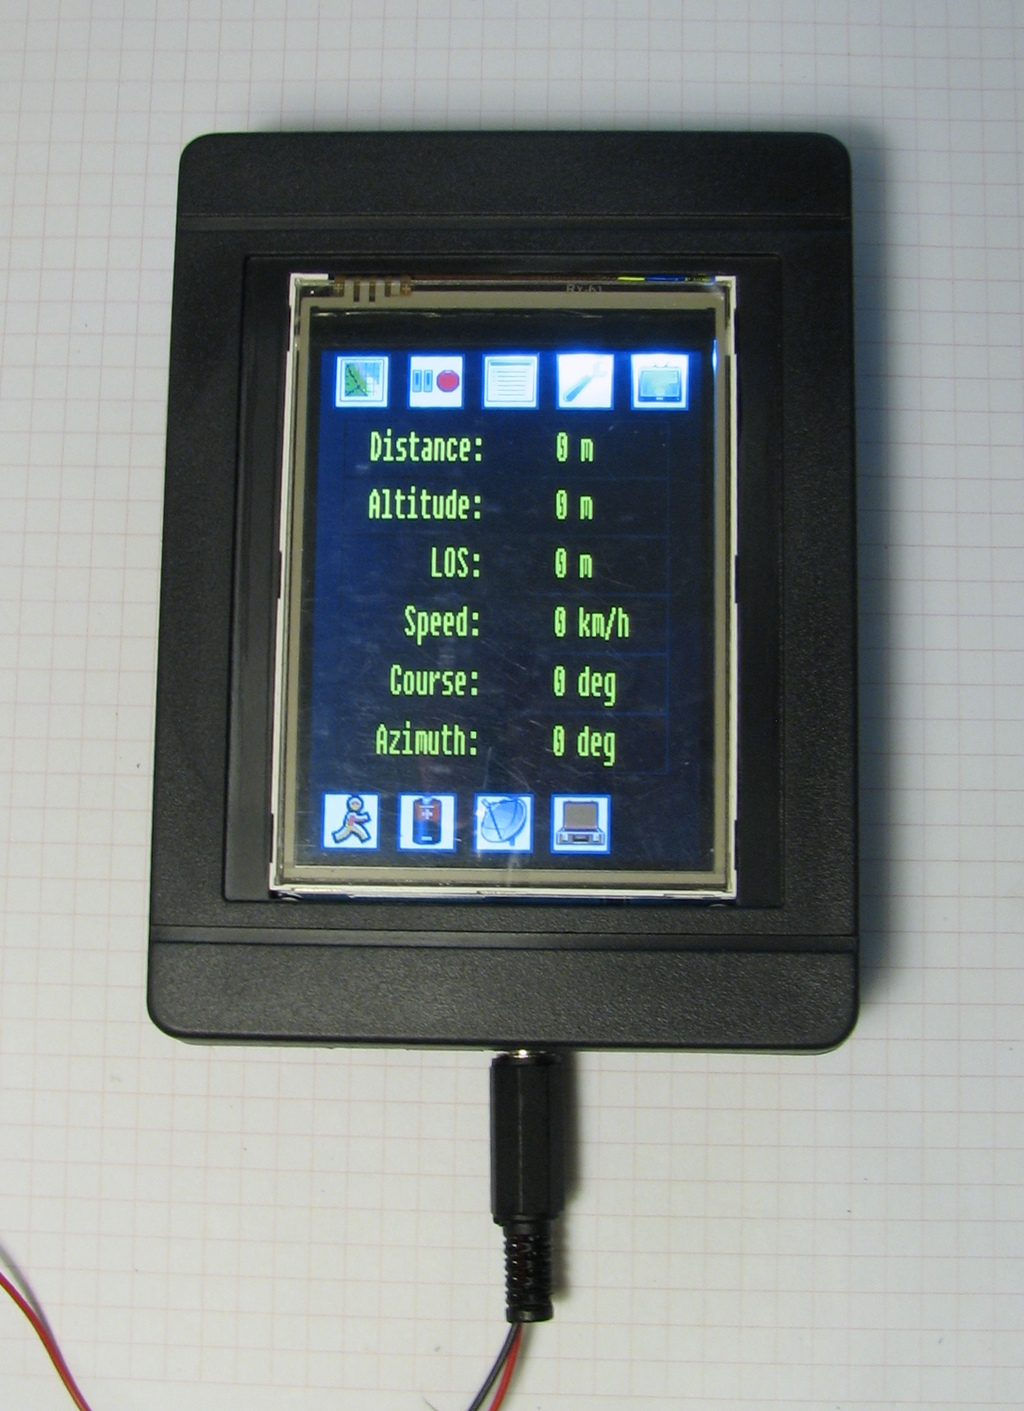 Distance: 0 m
Altitude: 0 m
LOS: 0 m
Speed: 0 km/h
Course: 0 deg
Azimuth: 0 deg